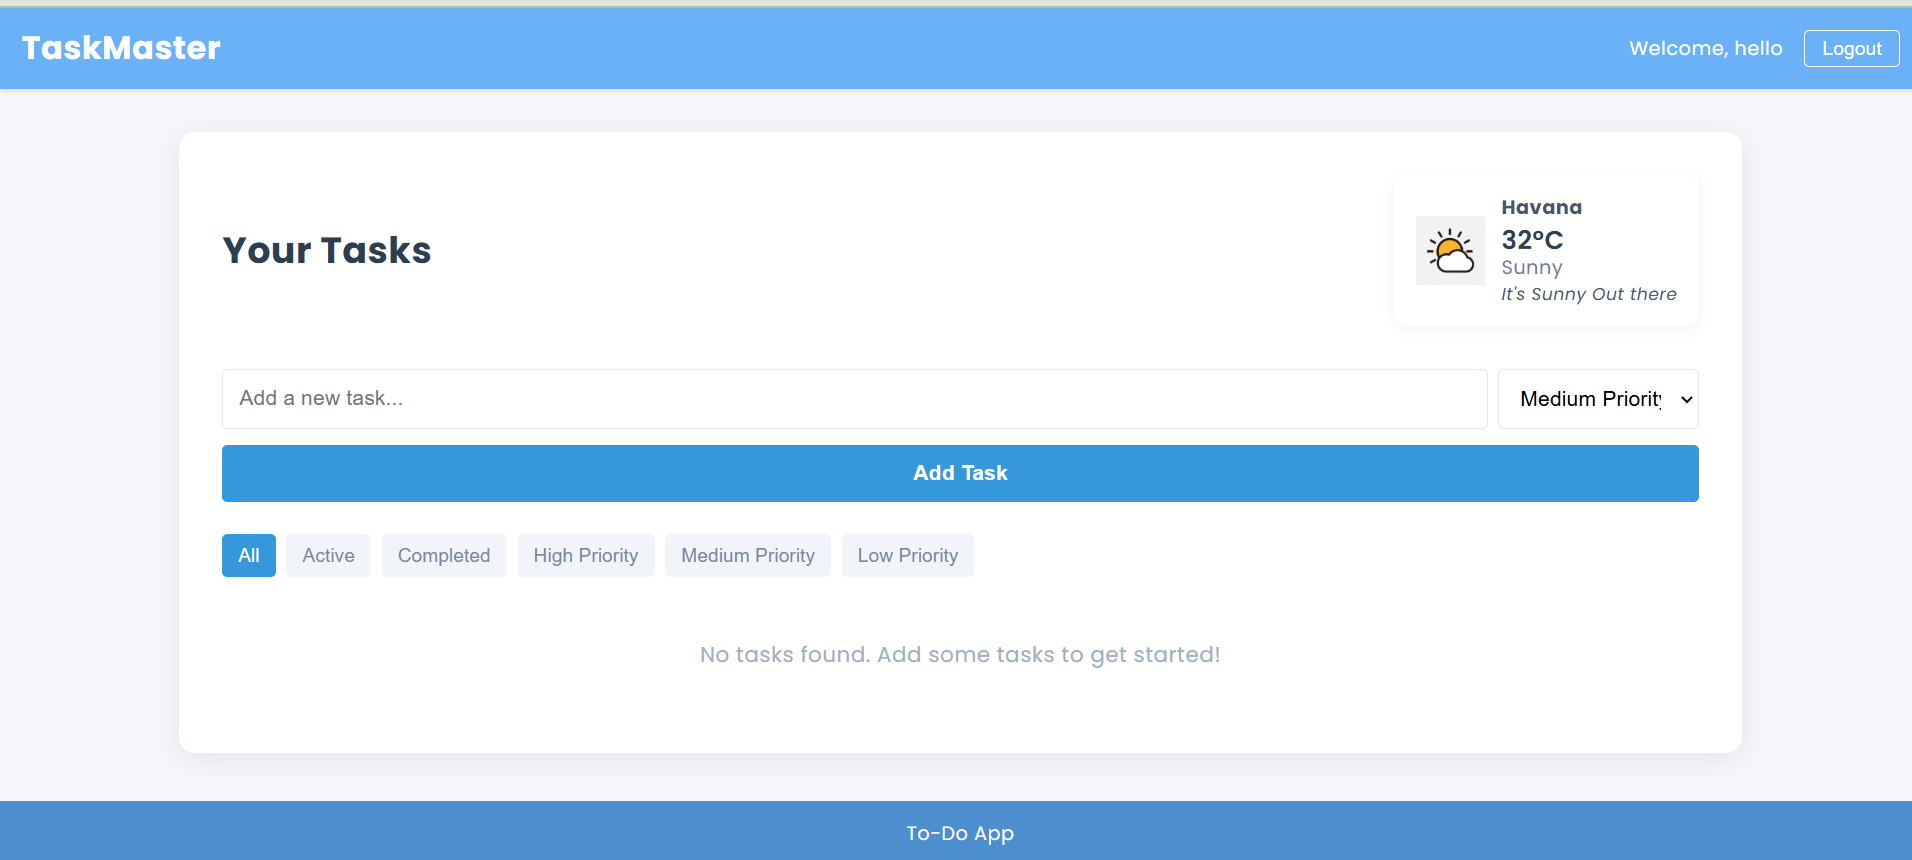 TaskMaster
Welcome, hello
Logout
Your Tasks
Havana
32°C
Sunny
It's Sunny Out there
Add a new task...
Medium Priority
Add Task
All
Active
Completed
High Priority
Medium Priority
Low Priority
No tasks found. Add some tasks to get started!
To-Do App